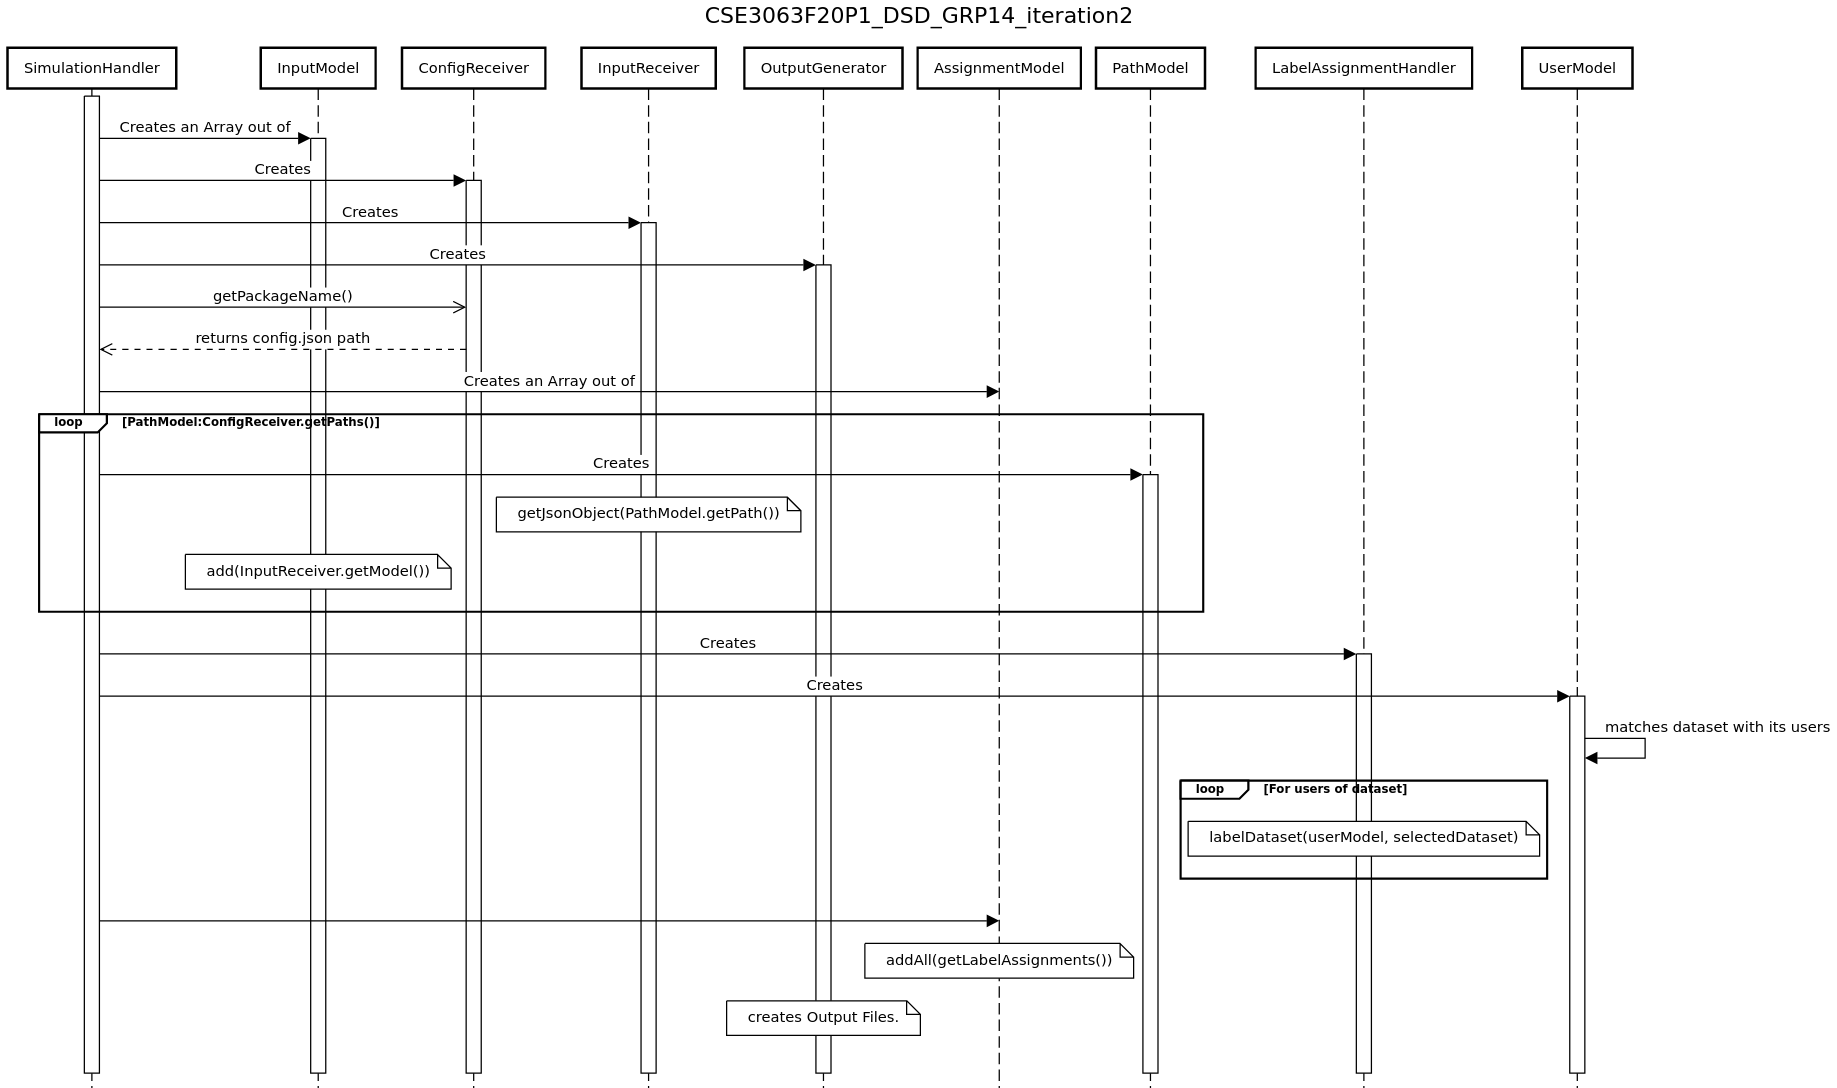 CSE3063F20P1_DSD_GRP14_iteration2
SimulationHandler
InputModel
ConfigReceiver
InputReceiver
OutputGenerator
AssignmentModel
PathModel
LabelAssignmentHandler
UserModel
Creates an Array out of
Creates
Creates
Creates
getPackageName()
returns config.json path
Creates an Array out of
loop [PathModel:ConfigReceiver.getPaths()]
Creates
getJsonObject(PathModel.getPath())
add(InputReceiver.getModel())
Creates
Creates
matches dataset with its users
loop [For users of dataset]
labelDataset(userModel, selectedDataset)
addAll(getLabelAssignments())
creates Output Files.